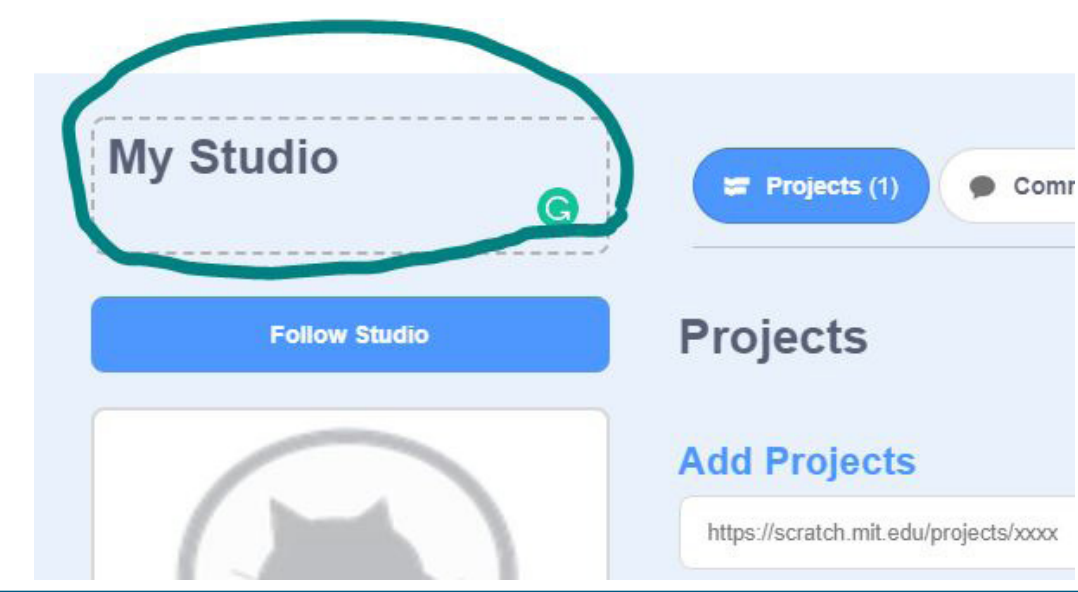 My Studio
Projects (1)
Follow Studio
Projects
Add Projects
https://scratch.mit.edu/projects/xxxx